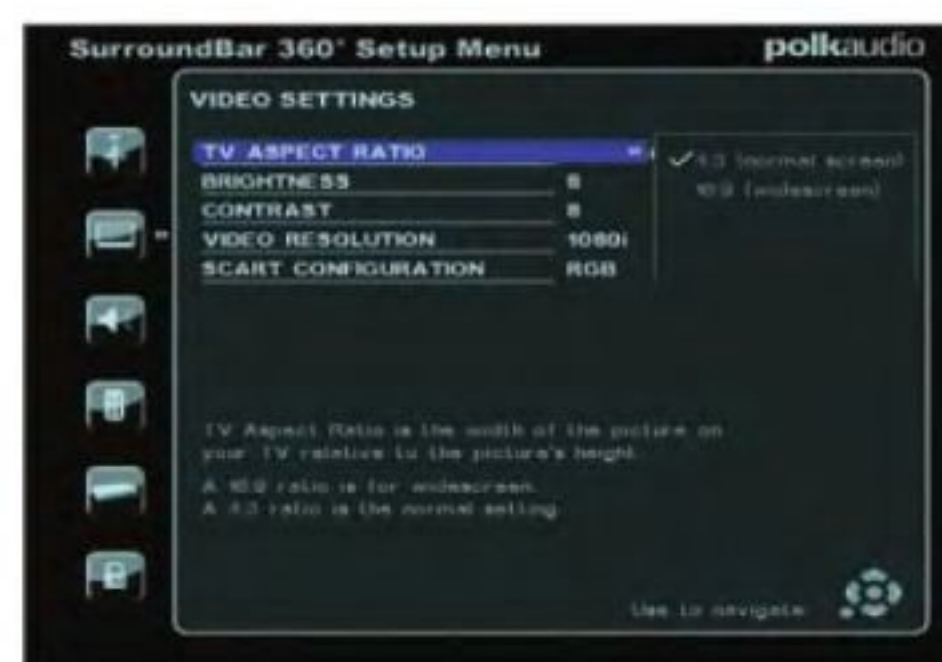 SurroundBar 360° Setup Menu
polkaudio
VIDEO SETTINGS
TV ASPECT RATIO
4:3 (normal screen)
16:9 (widescreen)
BRIGHTNESS
CONTRAST
VIDEO RESOLUTION 1080i
SCART CONFIGURATION RGB
TV Aspect Ratio is the width of the picture on
your TV relative to the picture's height.
A 16:9 ratio is for widescreen.
A 4:3 ratio is the normal setting.
Use to navigate